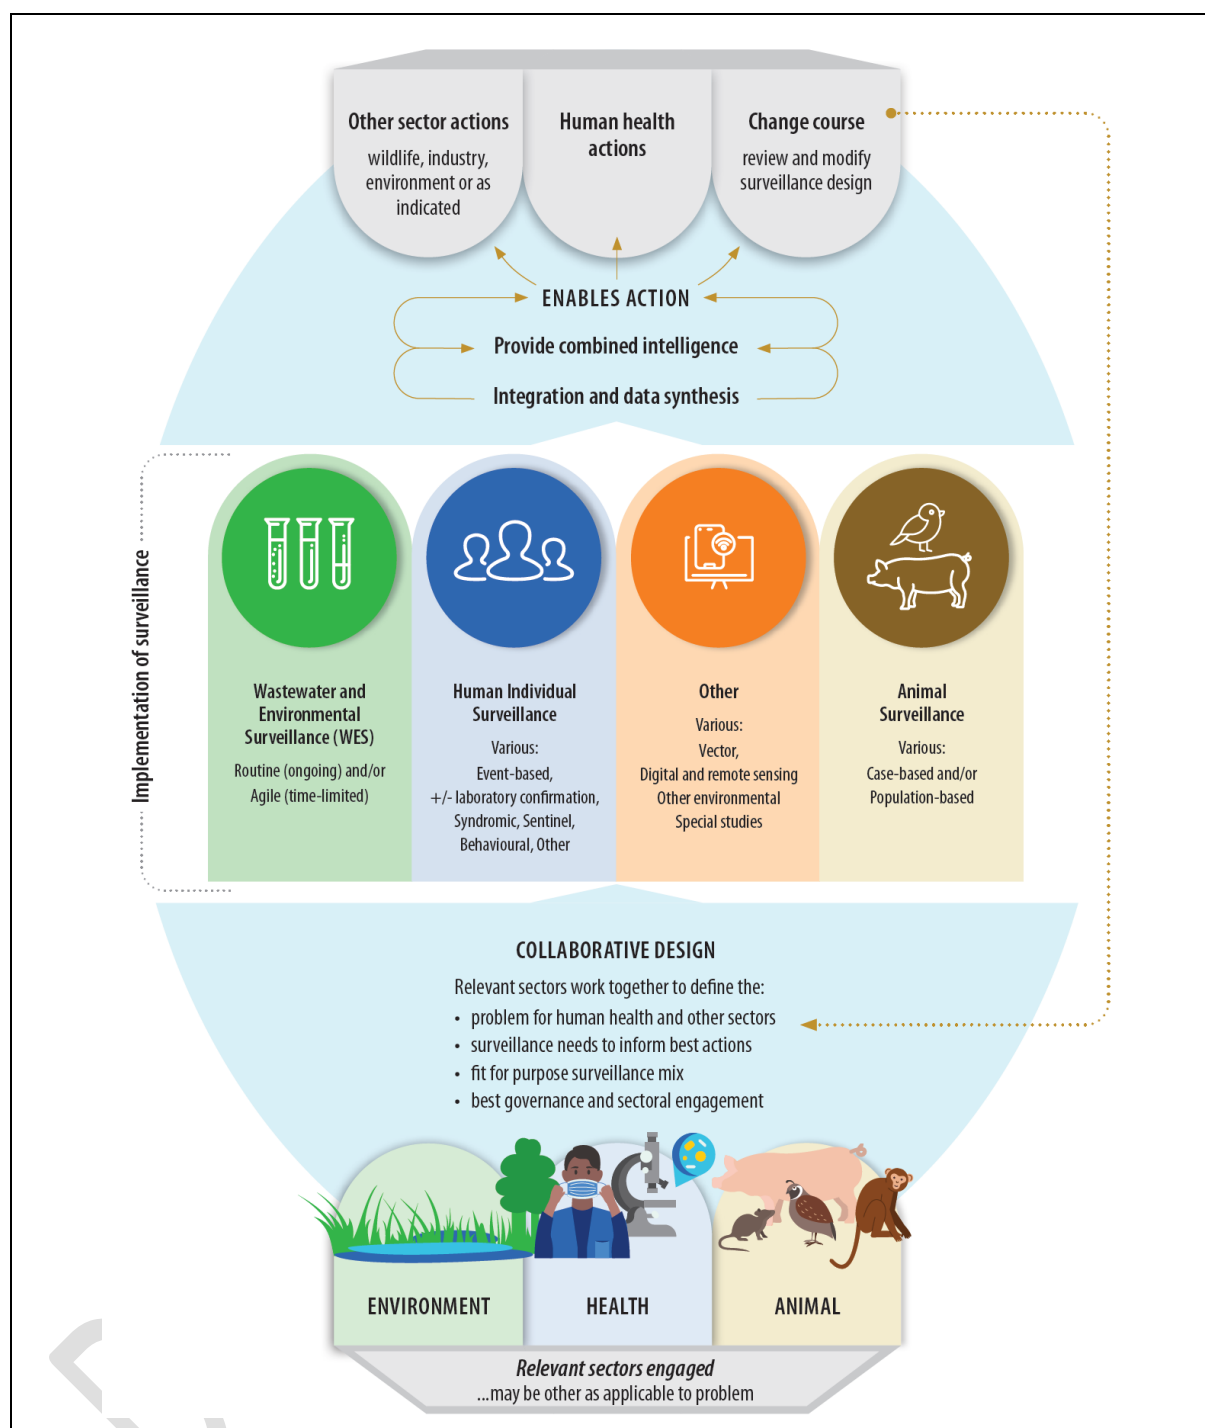 Other sector actions
wildlife, industry,
environment or as
indicated
Human health
actions
Change course
review and modify
surveillance design
ENABLES ACTION
Provide combined intelligence
Integration and data synthesis
Implementation of surveillance
Wastewater and
Environmental
Surveillance (WES)
Routine (ongoing) and/or
Agile (time-limited)
Human Individual
Surveillance
Various:
Event-based,
+/- laboratory confirmation,
Syndromic, Sentinel,
Behavioural, Other
Other
Various:
Vector,
Digital and remote sensing
Other environmental
Special studies
Animal
Surveillance
Various:
Case-based and/or
Population-based
COLLABORATIVE DESIGN
Relevant sectors work together to define the:
• problem for human health and other sectors
• surveillance needs to inform best actions
• fit for purpose surveillance mix
• best governance and sectoral engagement
ENVIRONMENT
HEALTH
ANIMAL
Relevant sectors engaged
...may be other as applicable to problem